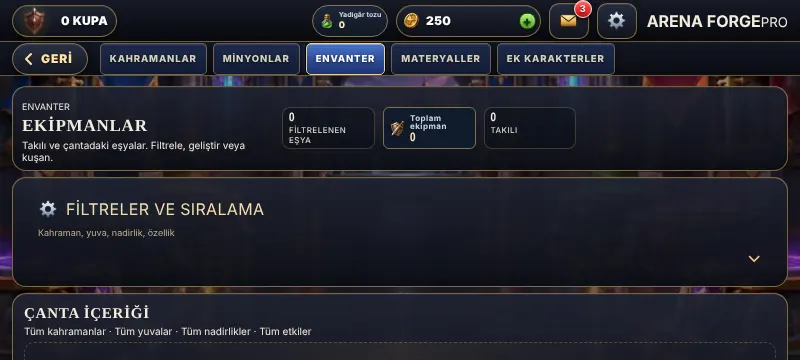 0 KUPA
Yadigâr tozu
0
250
3
ARENA FORGEPRO
GERİ
KAHRAMANLAR
MİNYONLAR
ENVANTER
MATERYALLER
EK KARAKTERLER
ENVANTER
EKİPMANLAR
Takılı ve çantadaki eşyalar. Filtrele, geliştir veya
kuşan.
0
FİLTRELENEN
EŞYA
Toplam
ekipman
0
0
TAKILI
FİLTRELER VE SIRALAMA
Kahraman, yuva, nadirlik, özellik
ÇANTA İÇERİĞİ
Tüm kahramanlar · Tüm yuvalar · Tüm nadirlikler · Tüm etkiler